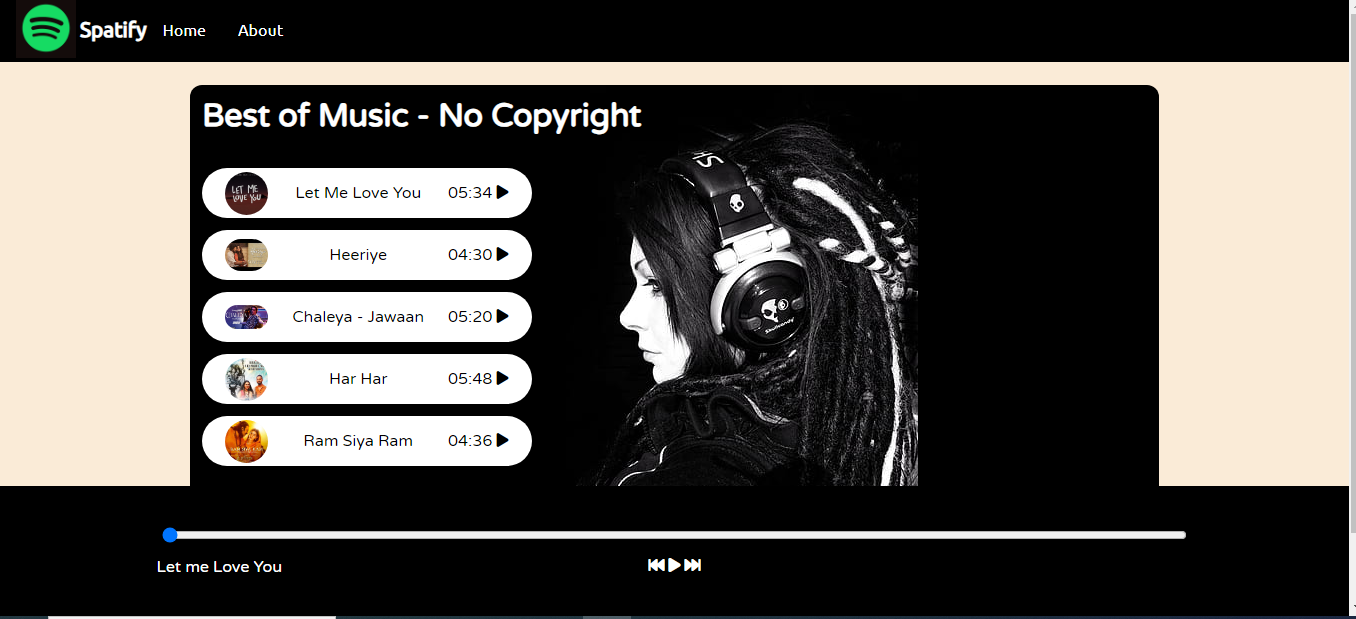 Spatify Home About
Best of Music - No Copyright
LET ME
LOVE YOU
Let Me Love You 05:34
Heeriye 04:30
Chaleya - Jawaan 05:20
Har Har 05:48
Ram Siya Ram 04:36
Skullcandy
Let me Love You